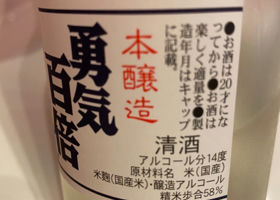 ●お酒は20才にな
ってから●お酒は
楽しく適量を●製
造年月はキャップ
に記載。
本醸造
勇気百倍
清酒
アルコール分14度
原材料名 米(国産)
米麹(国産米)・醸造アルコール
精米歩合58%